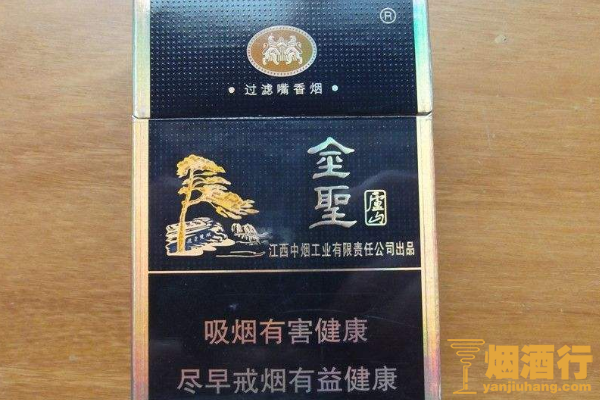 ®
• 过滤嘴香烟 •
金聖
廬山
江西中烟工业有限责任公司出品
吸烟有害健康
尽早戒烟有益健康
烟酒行
yanjiuhang.com